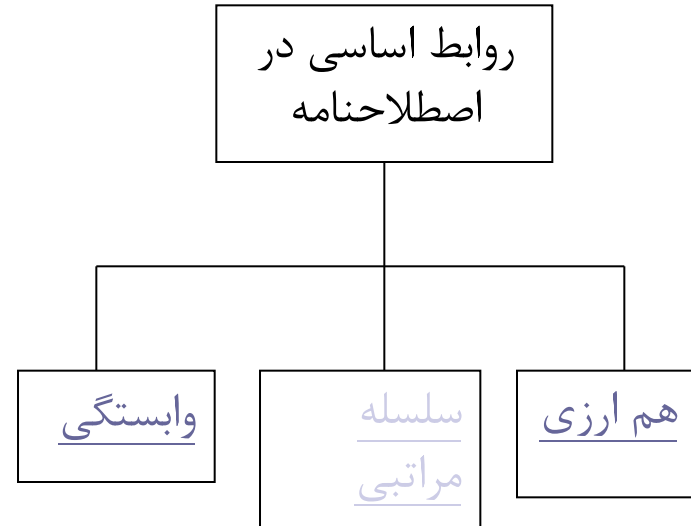 روابط اساسی در
اصطلاحنامه
هم ارزی
سلسله
مراتبی
وابستگی